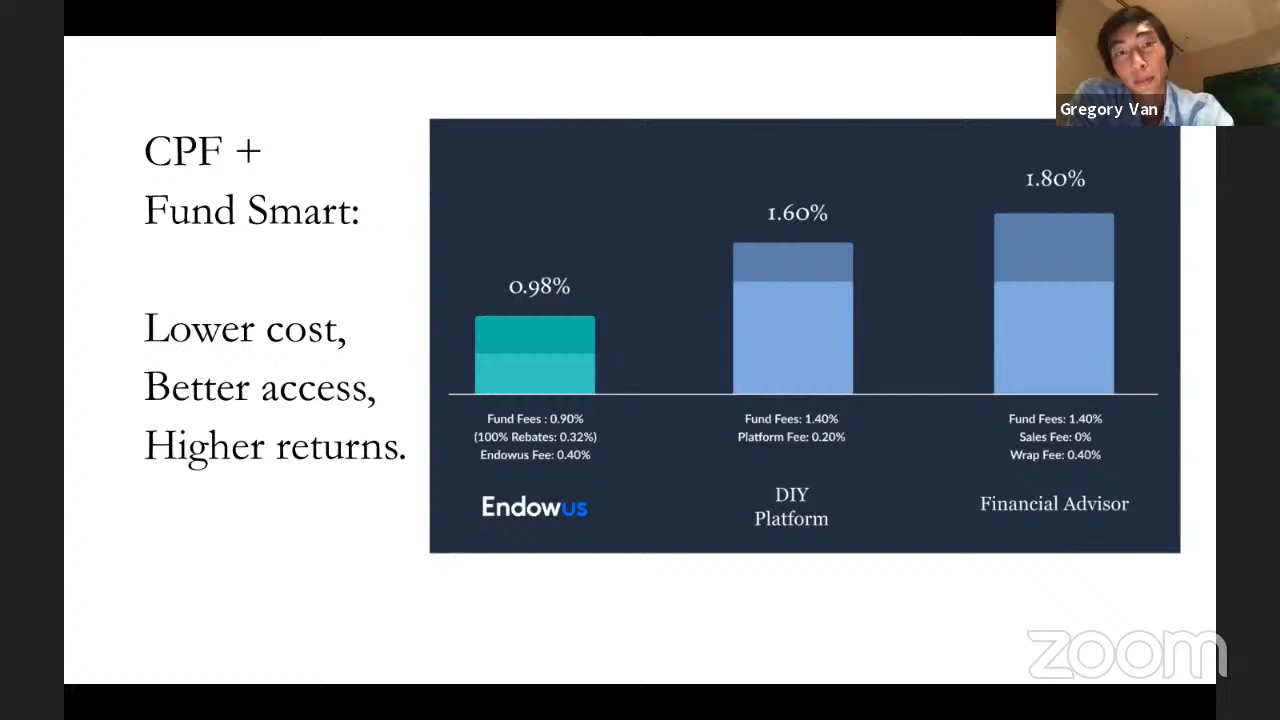 Gregory Van
CPF +
Fund Smart:
Lower cost,
Better access,
Higher returns.
0.98%
1.60%
1.80%
Fund Fees : 0.90%
(100% Rebates: 0.32%)
Endowus Fee: 0.40%
Endowus
Fund Fees: 1.40%
Platform Fee: 0.20%
DIY
Platform
Fund Fees: 1.40%
Sales Fee: 0%
Wrap Fee: 0.40%
Financial Advisor
zoom